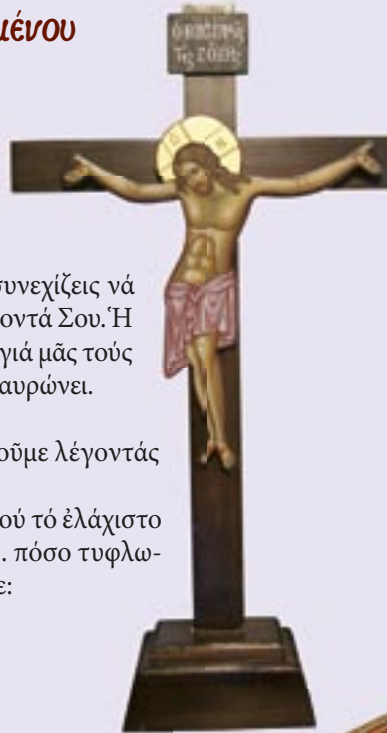 μένου
συνεχίζεις νά
οντά Σου. Ἡ
γιά μᾶς τούς
αυρώνει.
οῦμε λέγοντάς
ού τό ἐλάχιστο
. πόσο τυφλω-
ε: